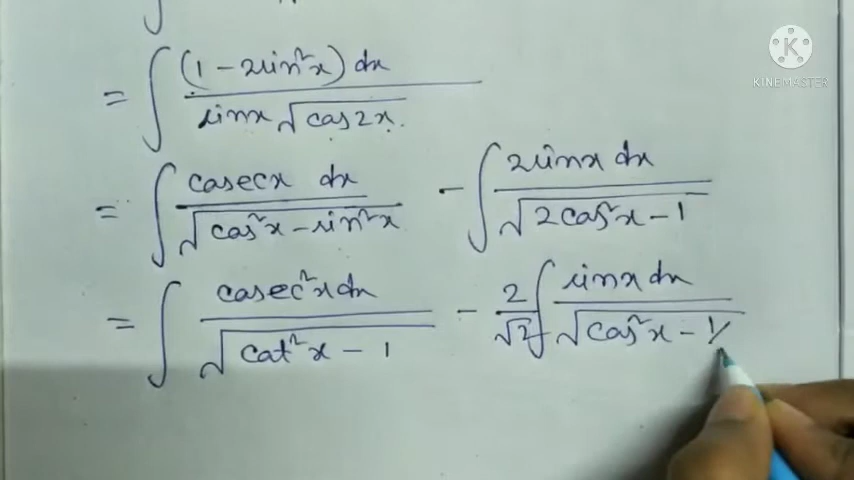 = ∫ (1 - 2sin²x) dx / sinx √cos2x
KINEMASTER
= ∫ cosecx dx / √cos²x - sin²x - ∫ 2sinx dx / √2cos²x - 1
= ∫ cosec²x dx / √cot²x - 1 - 2/√2 ∫ sinx dx / √cos²x - 1/